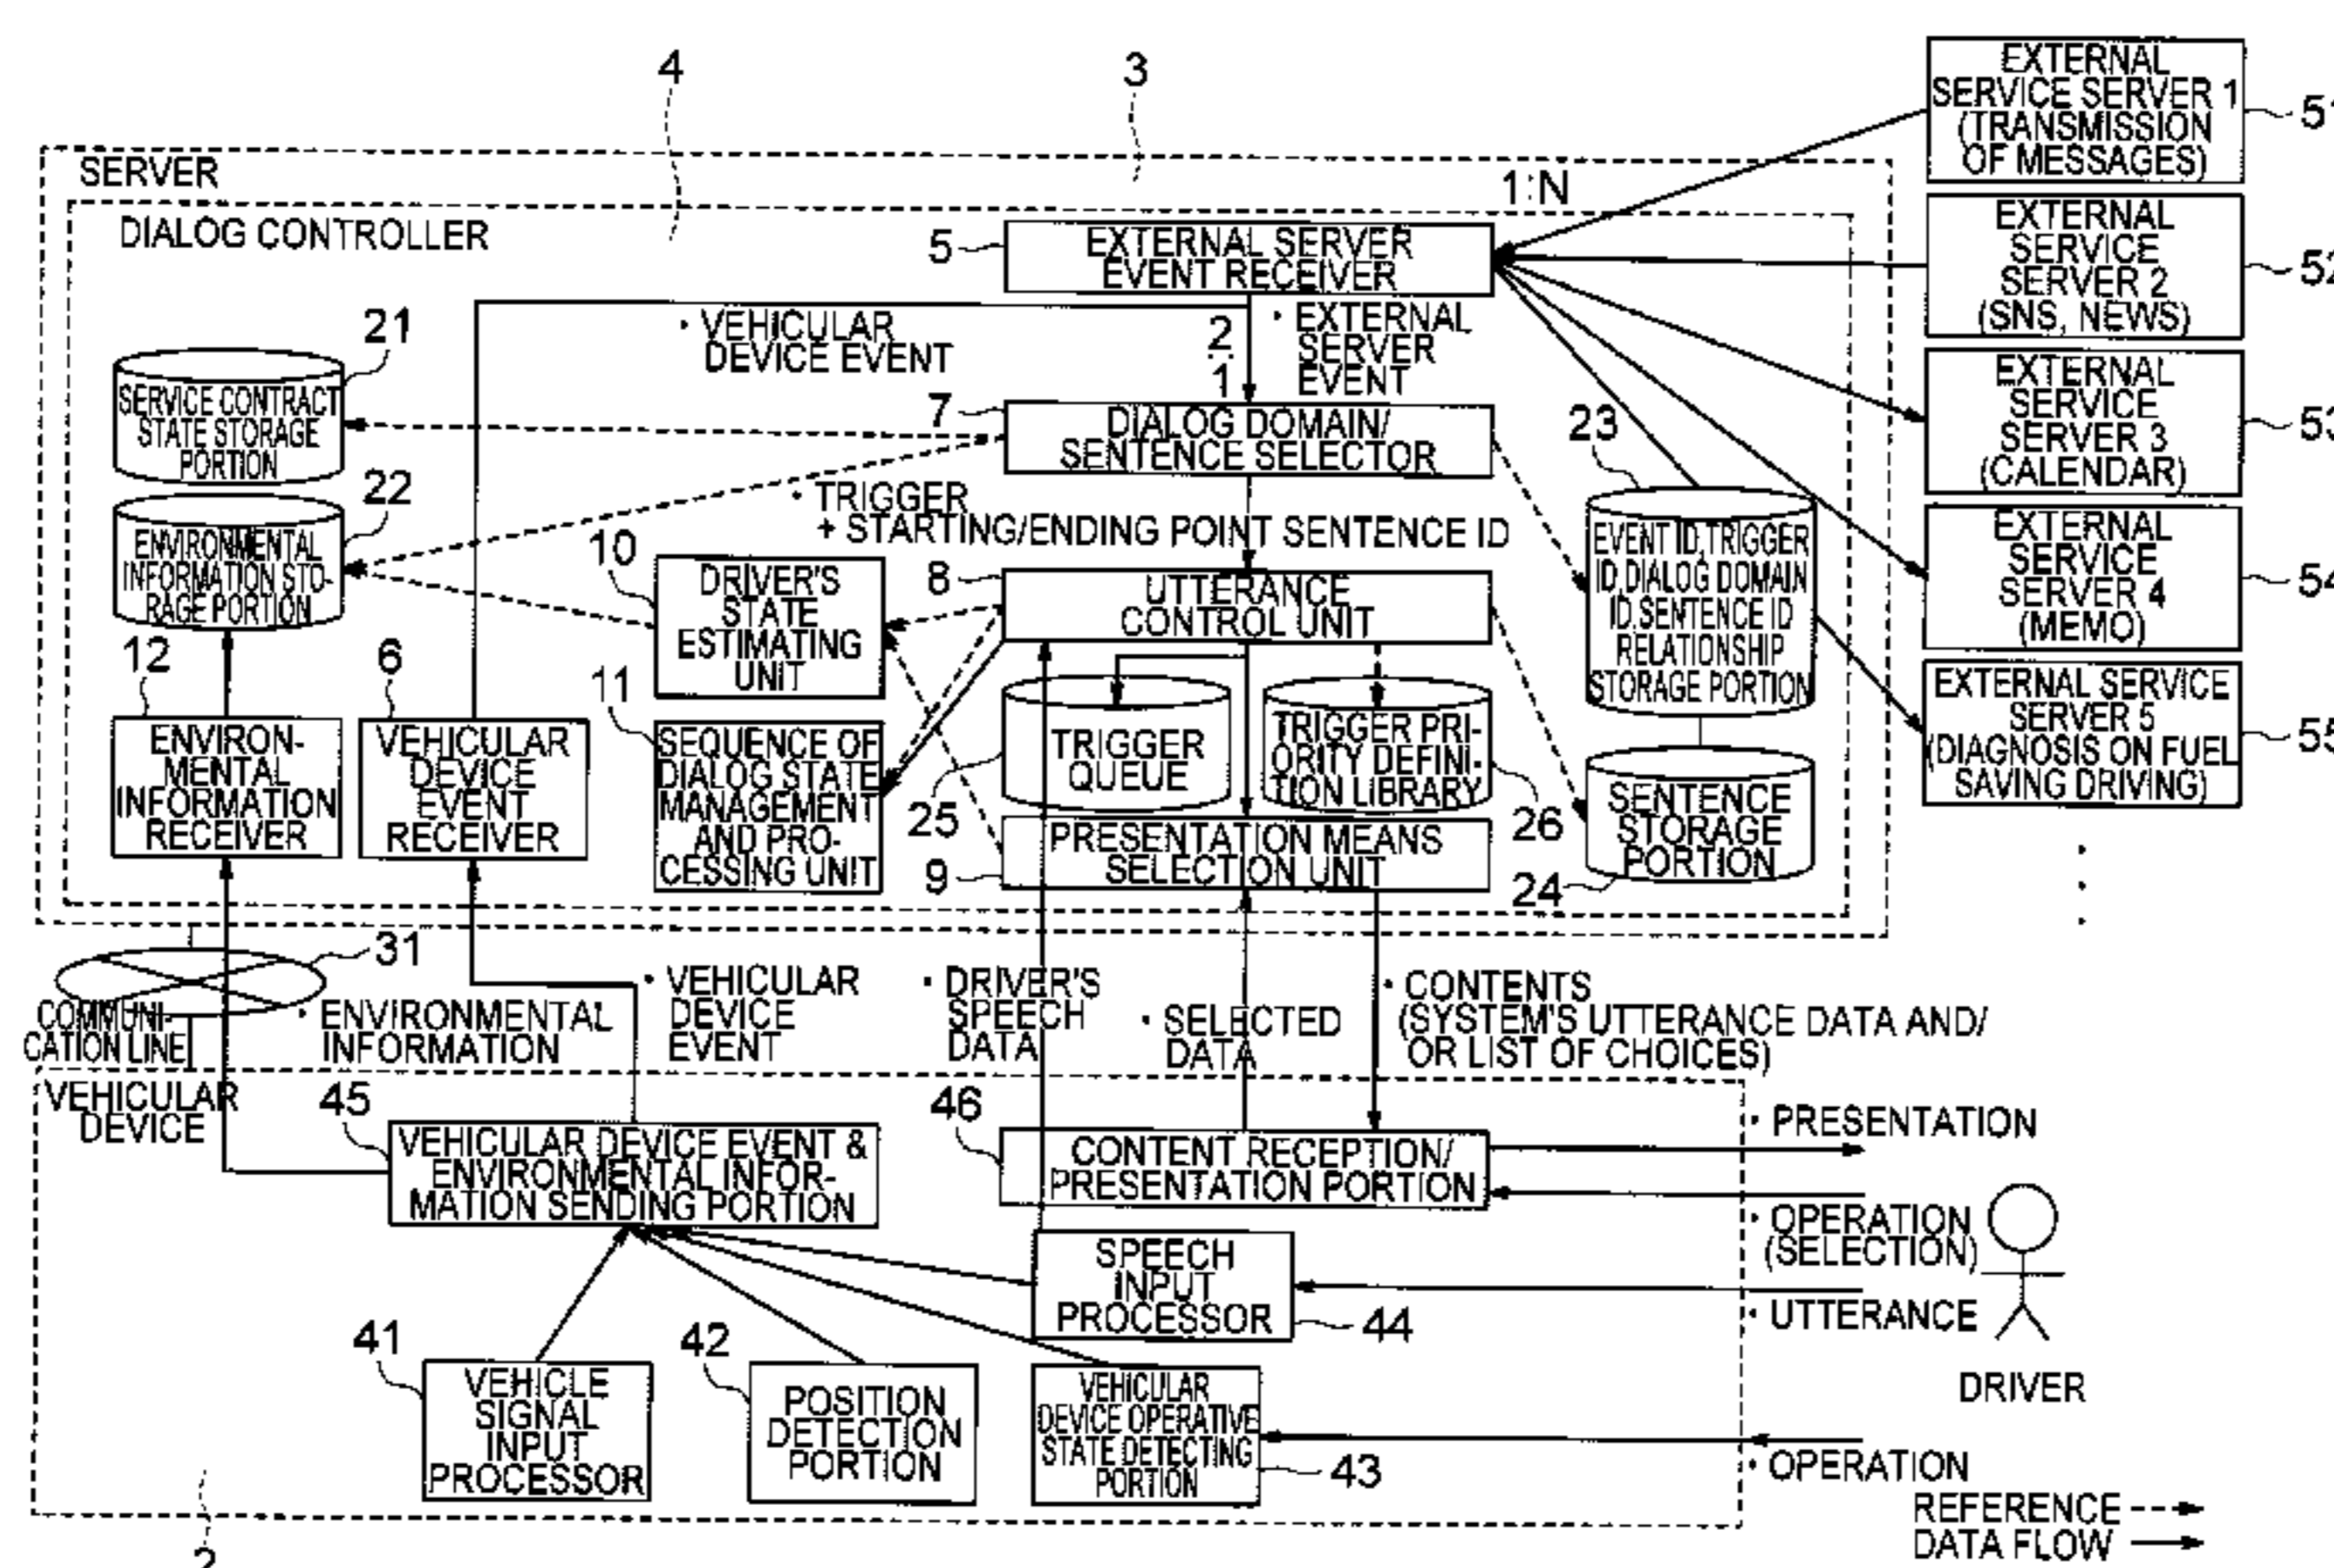 4
3
EXTERNAL
SERVICE SERVER 1
(TRANSMISSION
OF MESSAGES)
51
SERVER
1:N
DIALOG CONTROLLER
5
EXTERNAL SERVER
EVENT RECEIVER
EXTERNAL
SERVICE
SERVER 2
(SNS, NEWS)
52
• VEHICULAR
DEVICE EVENT
2:1
• EXTERNAL
SERVER
EVENT
21
SERVICE CONTRACT
STATE STORAGE
PORTION
7
DIALOG DOMAIN/
SENTENCE SELECTOR
EXTERNAL
SERVICE
SERVER 3
(CALENDAR)
53
22
ENVIRONMENTAL
INFORMATION STO-
RAGE PORTION
• TRIGGER
+ STARTING/ENDING POINT SENTENCE ID
23
EVENT ID,TRIGGER
ID,DIALOG DOMAIN
ID,SENTENCE ID
RELATIONSHIP
STORAGE PORTION
EXTERNAL
SERVICE
SERVER 4
(MEMO)
54
10
DRIVER'S
STATE
ESTIMATING
UNIT
8
UTTERANCE
CONTROL UNIT
12
ENVIRON-
MENTAL
INFORMATION
RECEIVER
6
VEHICULAR
DEVICE
EVENT
RECEIVER
11
SEQUENCE OF
DIALOG STATE
MANAGEMENT
AND PRO-
CESSING UNIT
25
TRIGGER
QUEUE
TRIGGER PRI-
ORITY DEFINI-
TION LIBRARY
26
EXTERNAL SERVICE
SERVER 5
(DIAGNOSIS ON FUEL
SAVING DRIVING)
55
9
PRESENTATION MEANS
SELECTION UNIT
24
SENTENCE
STORAGE
PORTION
31
COMMUNI-
CATION LINE
• ENVIRONMENTAL
INFORMATION
• VEHICULAR
DEVICE
EVENT
• DRIVER'S
SPEECH
DATA
• SELECTED
DATA
• CONTENTS
(SYSTEM'S UTTERANCE DATA AND/
OR LIST OF CHOICES)
VEHICULAR
DEVICE
45
VEHICULAR DEVICE EVENT &
ENVIRONMENTAL INFOR-
MATION SENDING PORTION
46
CONTENT RECEPTION/
PRESENTATION PORTION
• PRESENTATION
• OPERATION
(SELECTION)
SPEECH
INPUT
PROCESSOR
44
• UTTERANCE
DRIVER
41
VEHICLE
SIGNAL
INPUT
PROCESSOR
42
POSITION
DETECTION
PORTION
VEHICULAR
DEVICE OPERATIVE
STATE DETECTING
PORTION
43
• OPERATION
2
REFERENCE
DATA FLOW